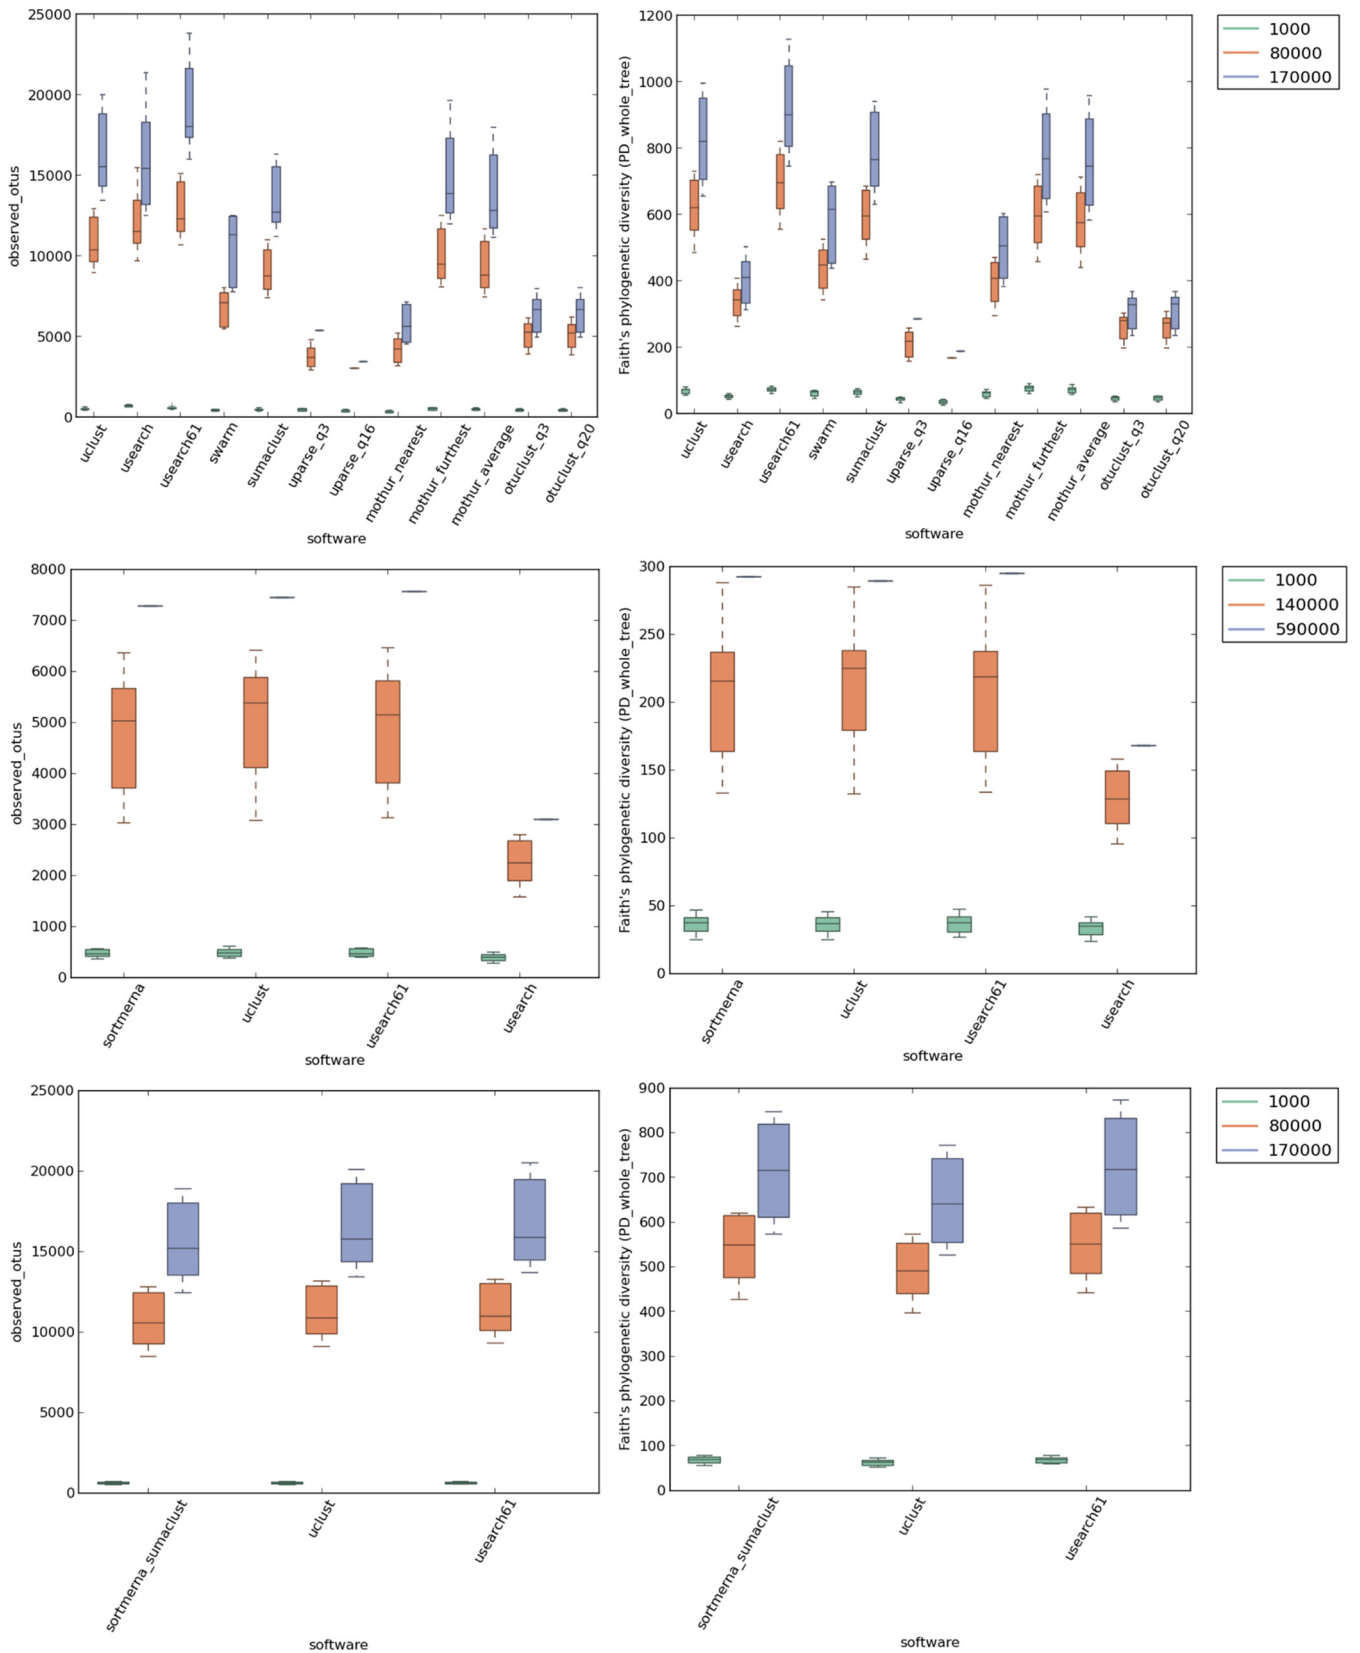 25000
20000
15000
10000
5000
0
observed_otus
uclust
usearch
usearch61
swarm
sumaclust
uparse_q3
uparse_q16
mothur_nearest
mothur_furthest
mothur_average
otuclust_q3
otuclust_q20
software
1200
1000
800
600
400
200
0
Faith's phylogenetic diversity (PD_whole_tree)
uclust
usearch
usearch61
swarm
sumaclust
uparse_q3
uparse_q16
mothur_nearest
mothur_furthest
mothur_average
otuclust_q3
otuclust_q20
software
1000
80000
170000
8000
7000
6000
5000
4000
3000
2000
1000
0
observed_otus
sortmerna
uclust
usearch61
usearch
software
300
250
200
150
100
50
0
Faith's phylogenetic diversity (PD_whole_tree)
sortmerna
uclust
usearch61
usearch
software
1000
140000
590000
25000
20000
15000
10000
5000
0
observed_otus
sortmerna_sumaclust
uclust
usearch61
software
900
800
700
600
500
400
300
200
100
0
Faith's phylogenetic diversity (PD_whole_tree)
sortmerna_sumaclust
uclust
usearch61
software
1000
80000
170000